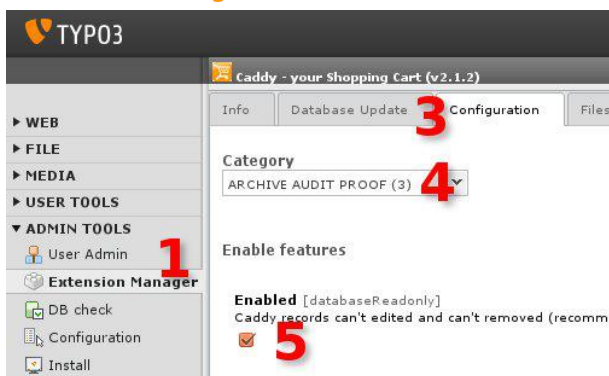 TYPO3
Caddy - your Shopping Cart (v2.1.2)
Info Database Update 3 Configuration Files
WEB
FILE
MEDIA
USER TOOLS
ADMIN TOOLS
User Admin
1
Extension Manager
DB check
Configuration
Install
Category
ARCHIVE AUDIT PROOF (3) 4
Enable features
Enabled [databaseReadonly]
Caddy records can't edited and can't removed (recomm
5